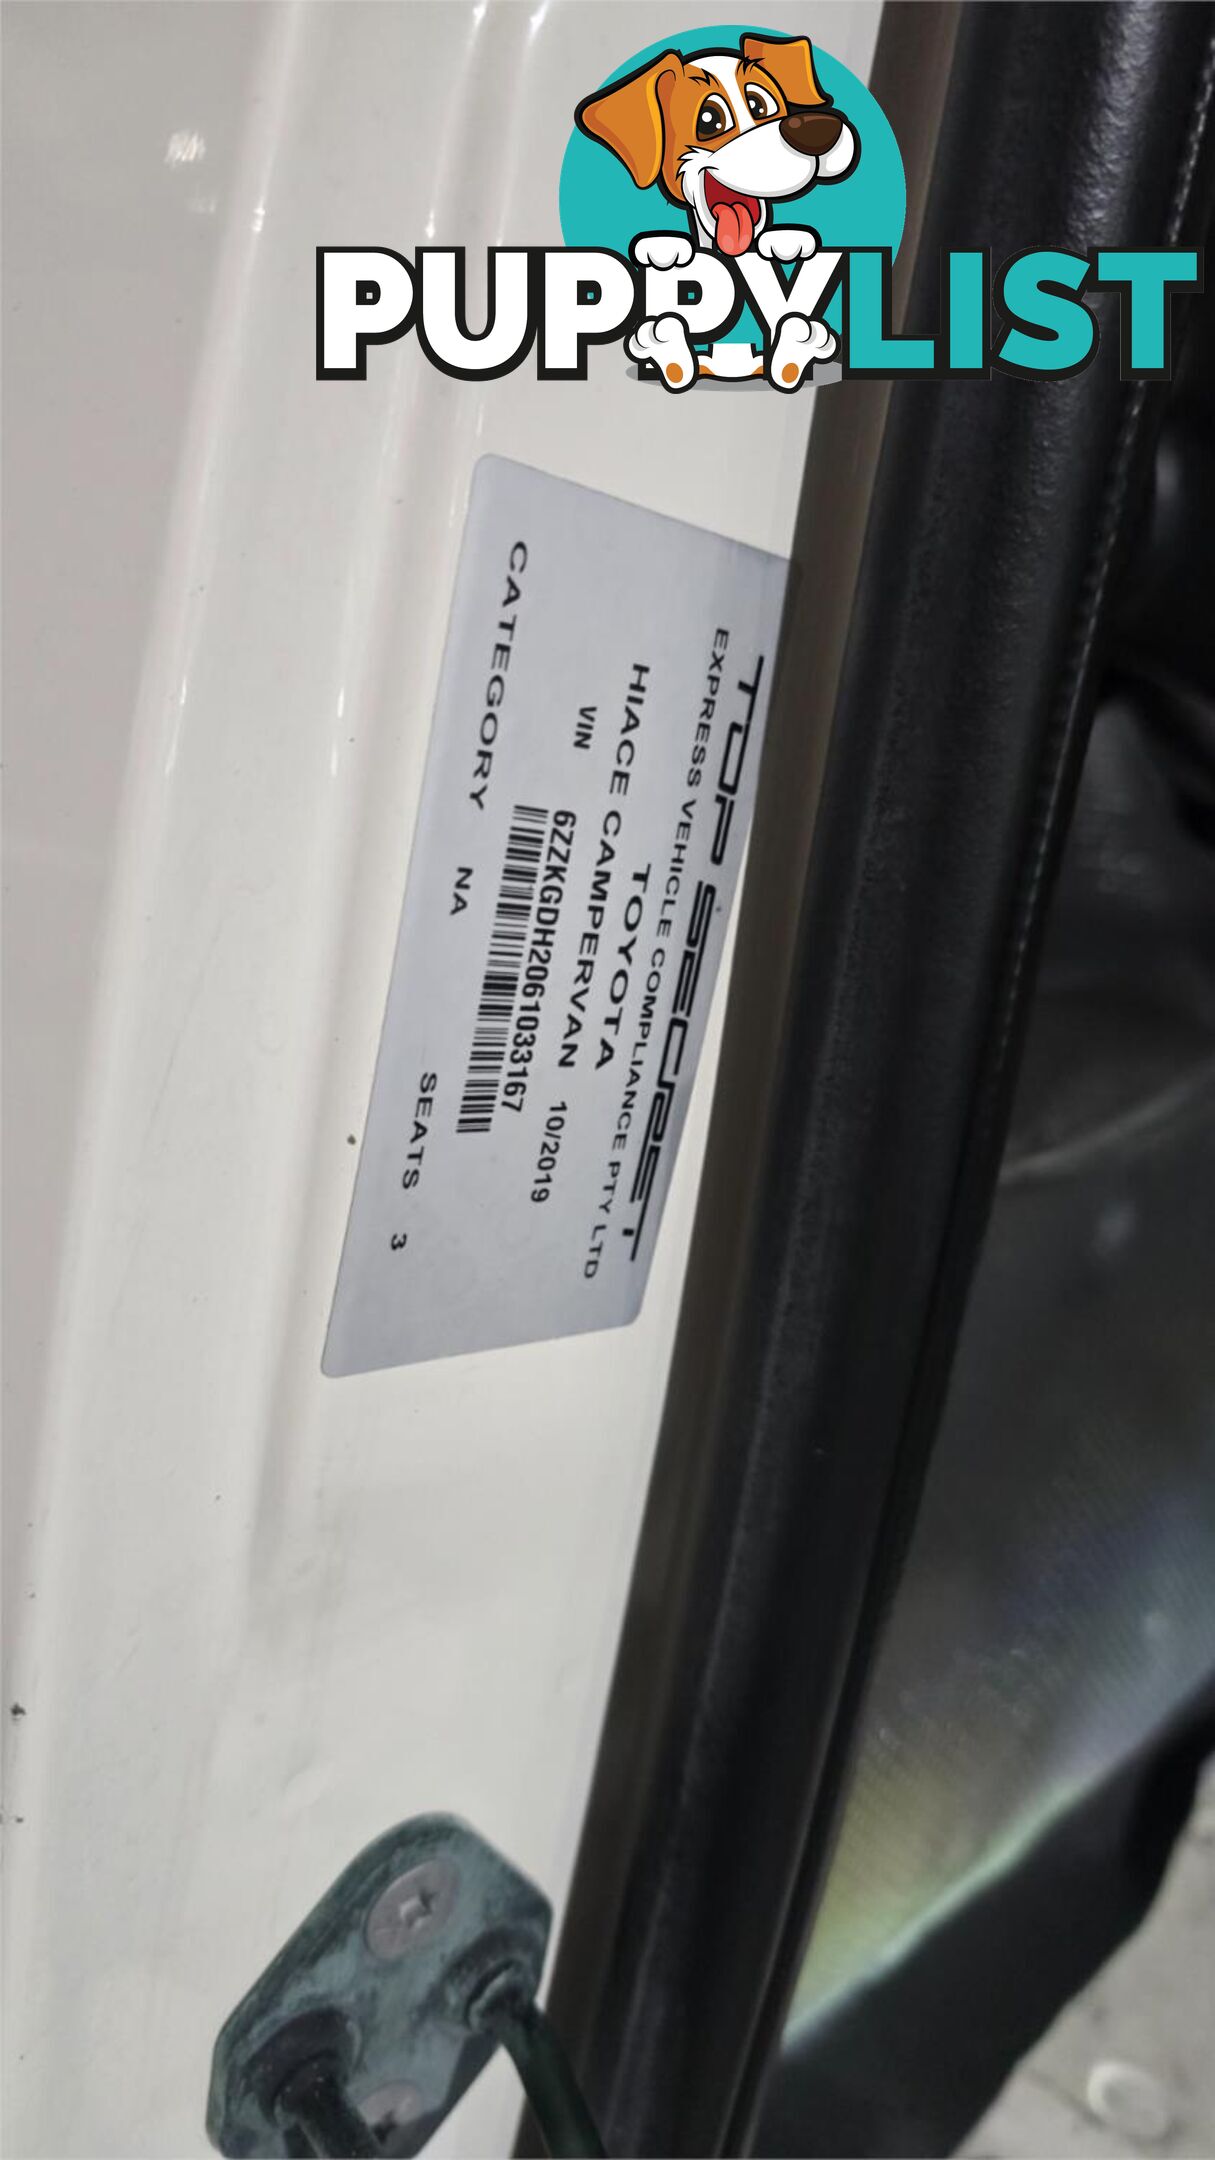 PUPPYLIST
TOP SECRET
EXPRESS VEHICLE COMPLIANCE PTY LTD
TOYOTA
HIACE CAMPERVAN 10/2019
VIN 6ZZKGDH2061033167
CATEGORY NA SEATS 3